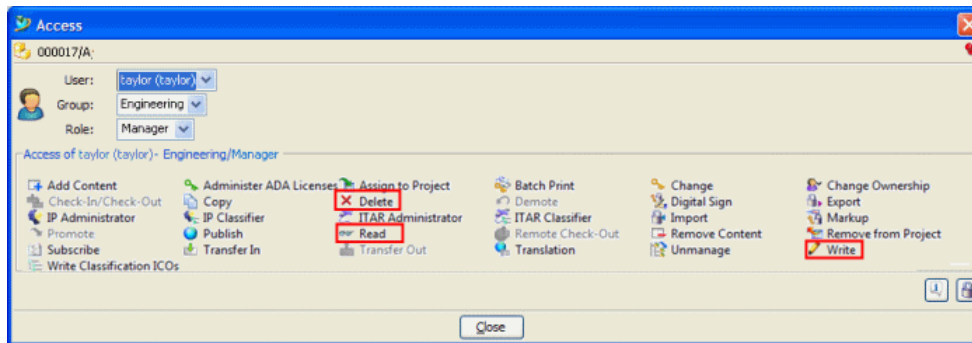 Access
000017/A;
User: taylor (taylor)
Group: Engineering
Role: Manager
Access of taylor (taylor)- Engineering/Manager
Add Content Administer ADA Licenses Assign to Project Batch Print Change Change Ownership
Check-In/Check-Out Copy Delete Demote Digital Sign Export
IP Administrator IP Classifier ITAR Administrator ITAR Classifier Import Markup
Promote Publish Read Remote Check-Out Remove Content Remove from Project
Subscribe Transfer In Transfer Out Translation Unmanage Write
Write Classification ICOs
Close